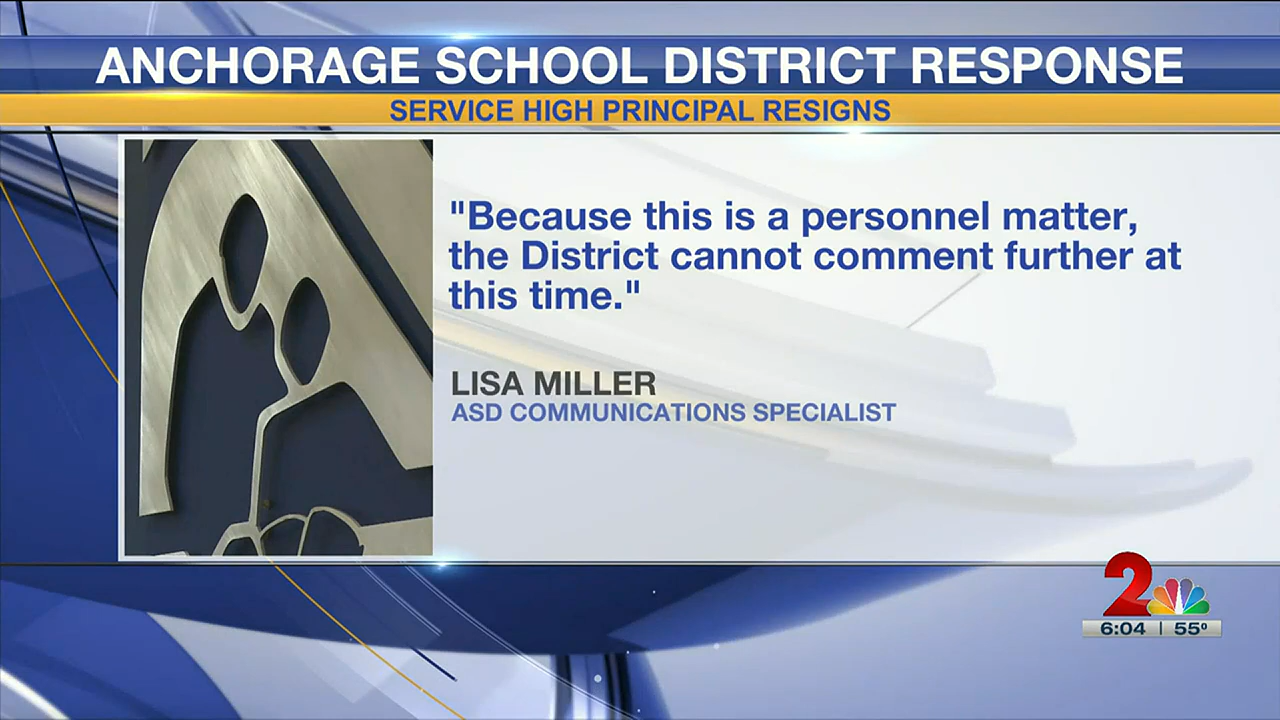 ANCHORAGE SCHOOL DISTRICT RESPONSE
SERVICE HIGH PRINCIPAL RESIGNS
"Because this is a personnel matter,
the District cannot comment further at
this time."
LISA MILLER
ASD COMMUNICATIONS SPECIALIST
2
6:04 | 55°